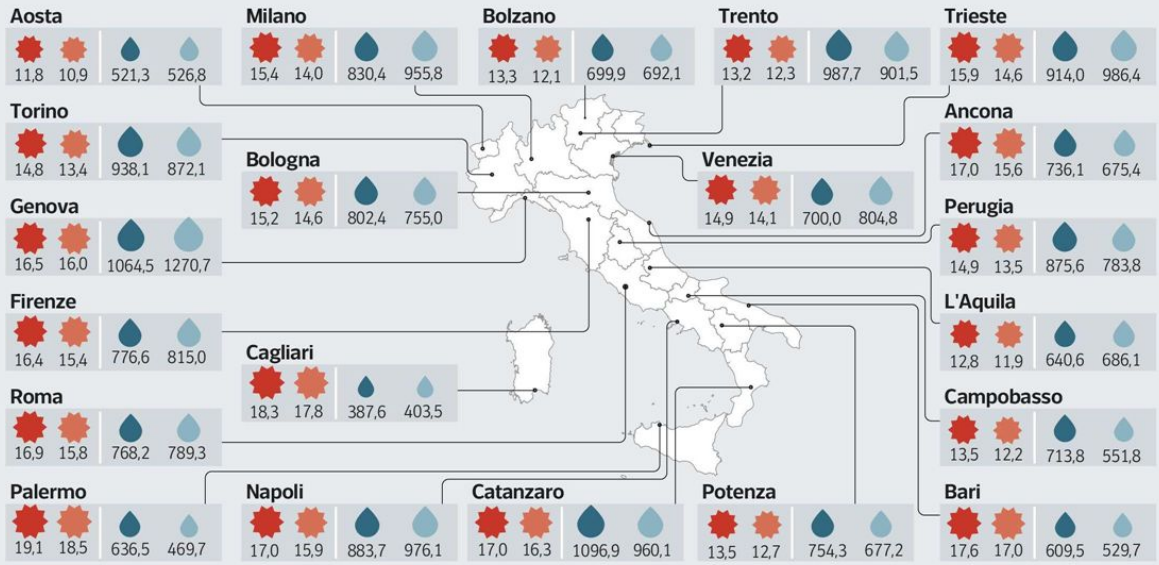 Aosta
11,8 10,9 521,3 526,8
Milano
15,4 14,0 830,4 955,8
Bolzano
13,3 12,1 699,9 692,1
Trento
13,2 12,3 987,7 901,5
Trieste
15,9 14,6 914,0 986,4
Torino
14,8 13,4 938,1 872,1
Bologna
15,2 14,6 802,4 755,0
Venezia
14,9 14,1 700,0 804,8
Ancona
17,0 15,6 736,1 675,4
Genova
16,5 16,0 1064,5 1270,7
Perugia
14,9 13,5 875,6 783,8
Firenze
16,4 15,4 776,6 815,0
Cagliari
18,3 17,8 387,6 403,5
L'Aquila
12,8 11,9 640,6 686,1
Roma
16,9 15,8 768,2 789,3
Campobasso
13,5 12,2 713,8 551,8
Palermo
19,1 18,5 636,5 469,7
Napoli
17,0 15,9 883,7 976,1
Catanzaro
17,0 16,3 1096,9 960,1
Potenza
13,5 12,7 754,3 677,2
Bari
17,6 17,0 609,5 529,7